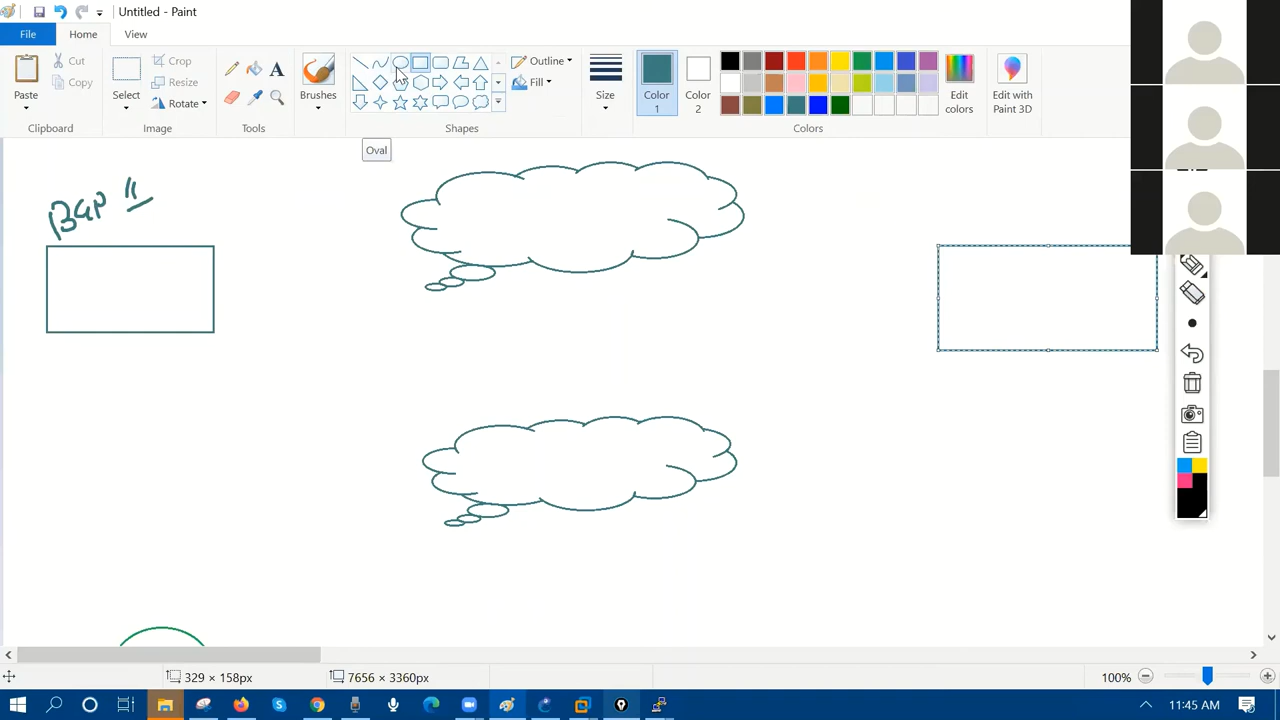 Untitled - Paint
File
Home
View
Paste
Cut
Copy
Clipboard
Select
Crop
Resize
Rotate
Image
A
Tools
Brushes
Shapes
Outline
Fill
Size
Color 1
Color 2
Edit colors
Edit with Paint 3D
Colors
Oval
329 × 158px
7656 × 3360px
100%
11:45 AM